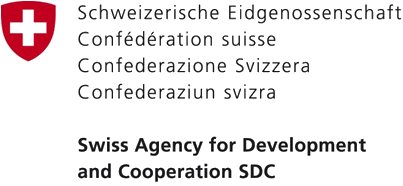 Schweizerische Eidgenossenschaft
Confédération suisse
Confederazione Svizzera
Confederaziun svizra
Swiss Agency for Development
and Cooperation SDC